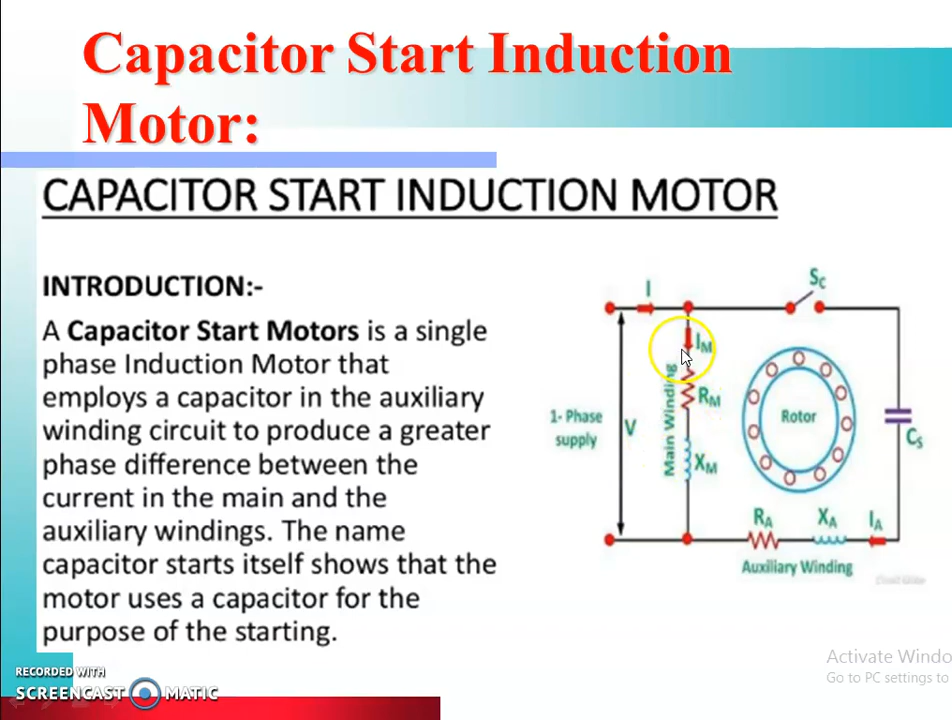 Capacitor Start Induction
Motor:
CAPACITOR START INDUCTION MOTOR
INTRODUCTION:-
A Capacitor Start Motors is a single
phase Induction Motor that
employs a capacitor in the auxiliary
winding circuit to produce a greater
phase difference between the
current in the main and the
auxiliary windings. The name
capacitor starts itself shows that the
motor uses a capacitor for the
purpose of the starting.
I
SC
IM
Main Winding
RM
XM
1- Phase
supply
V
Rotor
CS
RA
XA
IA
Auxiliary Winding
Circuit Globe
Activate Windo
Go to PC settings to
RECORDED WITH
SCREENCAST MATIC